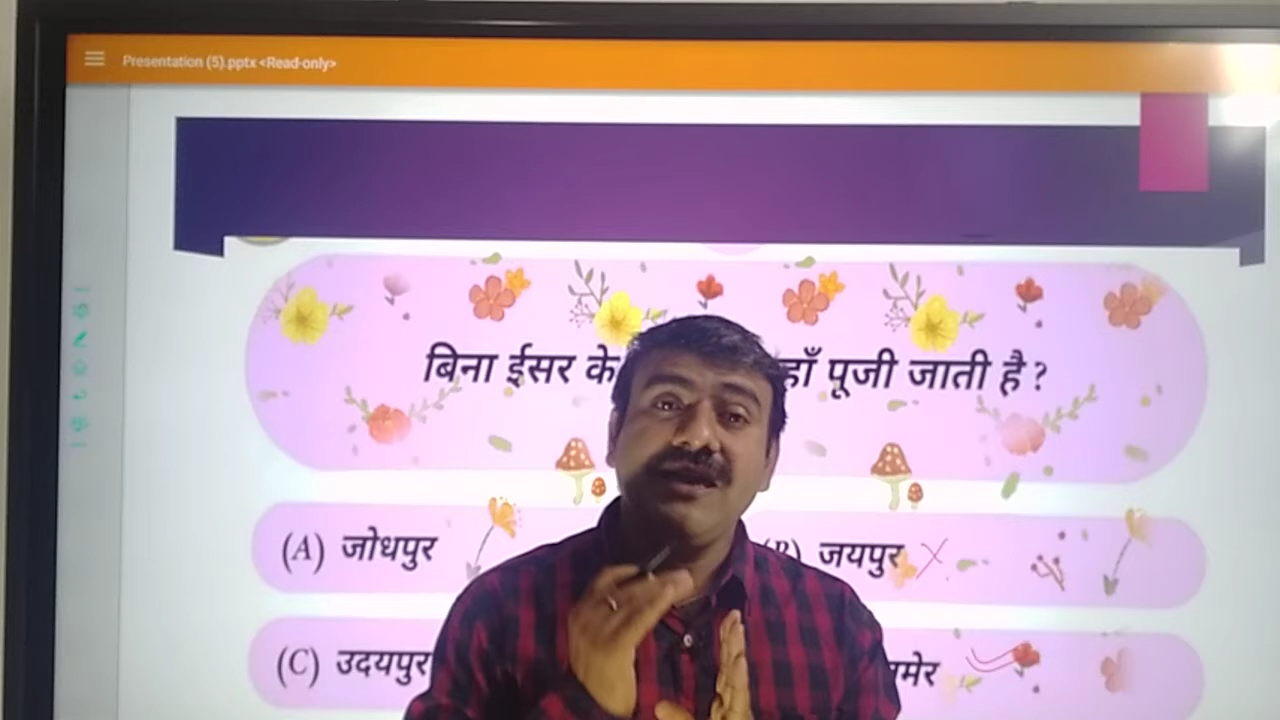 Presentation (5).pptx <Read-only>
बिना ईसर के पूजी जाती है ?
(A) जोधपुर
जयपुर
(C) उदयपुर